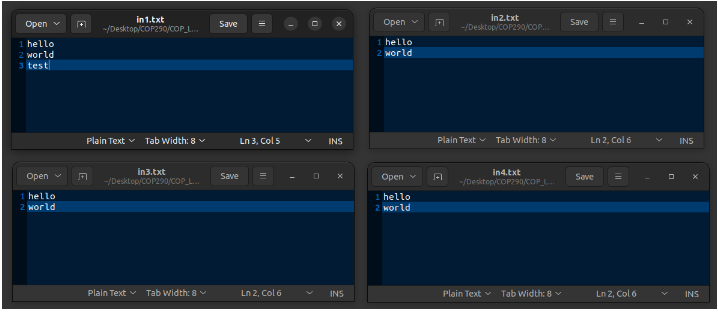 Open in1.txt ~/Desktop/COP290/COP_L... Save
1 hello
2 world
3 test
Plain Text Tab Width: 8 Ln 3, Col 5 INS
Open in2.txt ~/Desktop/COP290/COP_L... Save
1 hello
2 world
Plain Text Tab Width: 8 Ln 2, Col 6 INS
Open in3.txt ~/Desktop/COP290/COP_L... Save
1 hello
2 world
Plain Text Tab Width: 8 Ln 2, Col 6 INS
Open in4.txt ~/Desktop/COP290/COP_L... Save
1 hello
2 world
Plain Text Tab Width: 8 Ln 2, Col 6 INS